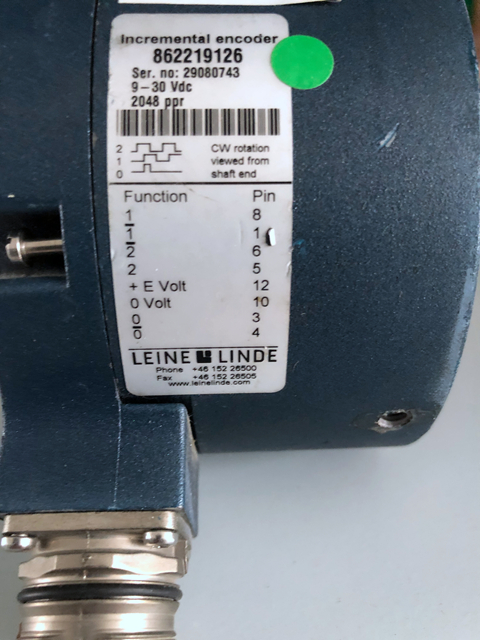 Incremental encoder
862219126
Ser. no: 29080743
9-30 Vdc
2048 ppr
2 CW rotation
1 viewed from
0 shaft end
Function Pin
1 8
1̅ 1
2̅ 6
2 5
+ E Volt 12
0 Volt 10
0 3
0̅ 4
LEINE LINDE
Phone +46 152 26500
Fax +46 152 26505
www.leinelinde.com